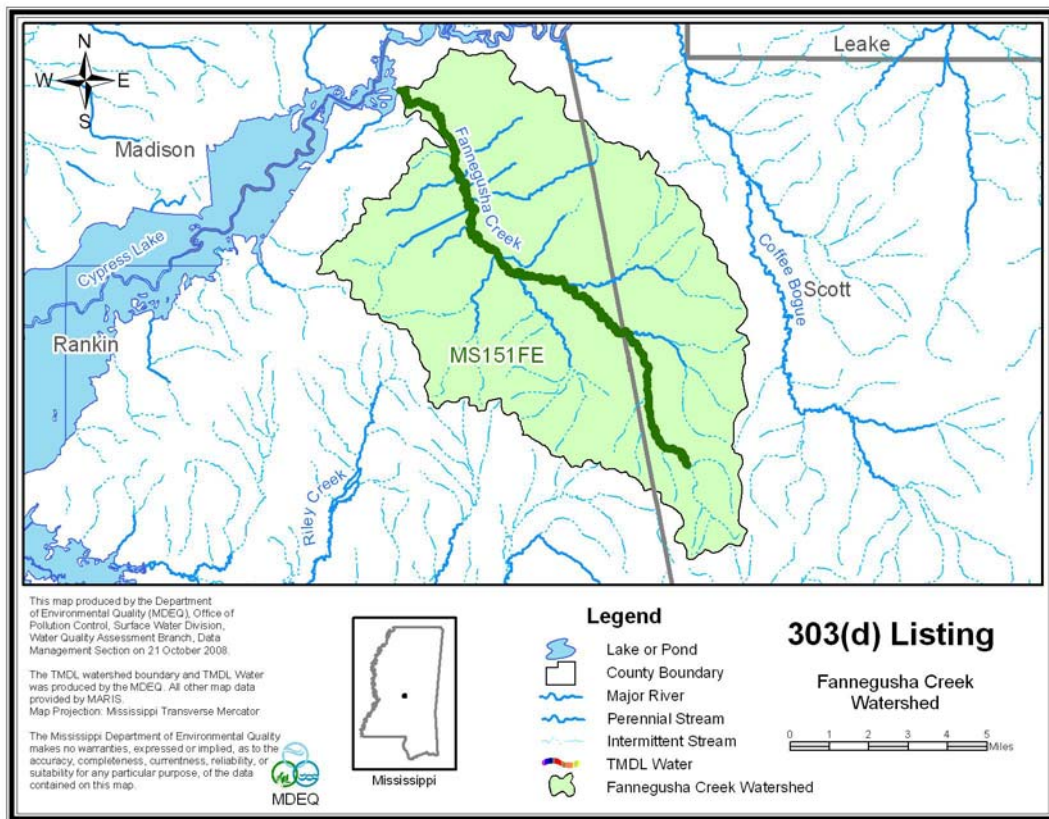 N
W E
S
Leake
Madison
Fannegusha Creek
Cypress Lake
Coffee Bogue
Scott
Rankin
MS151FE
Riley Creek
This map produced by the Department
of Environmental Quality (MDEQ), Office of
Pollution Control, Surface Water Division,
Water Quality Assessment Branch, Data
Management Section on 21 October 2008.
The TMDL watershed boundary and TMDL Water
was produced by the MDEQ. All other map data
provided by MARIS.
Map Projection: Mississippi Transverse Mercator
The Mississippi Department of Environmental Quality
makes no warranties, expressed or implied, as to the
accuracy, completeness, currentness, reliability, or
suitability for any particular purpose, of the data
contained on this map.
MDEQ
Mississippi
Legend
Lake or Pond
County Boundary
Major River
Perennial Stream
Intermittent Stream
TMDL Water
Fannegusha Creek Watershed
303(d) Listing
Fannegusha Creek
Watershed
0 1 2 3 4 5
Miles